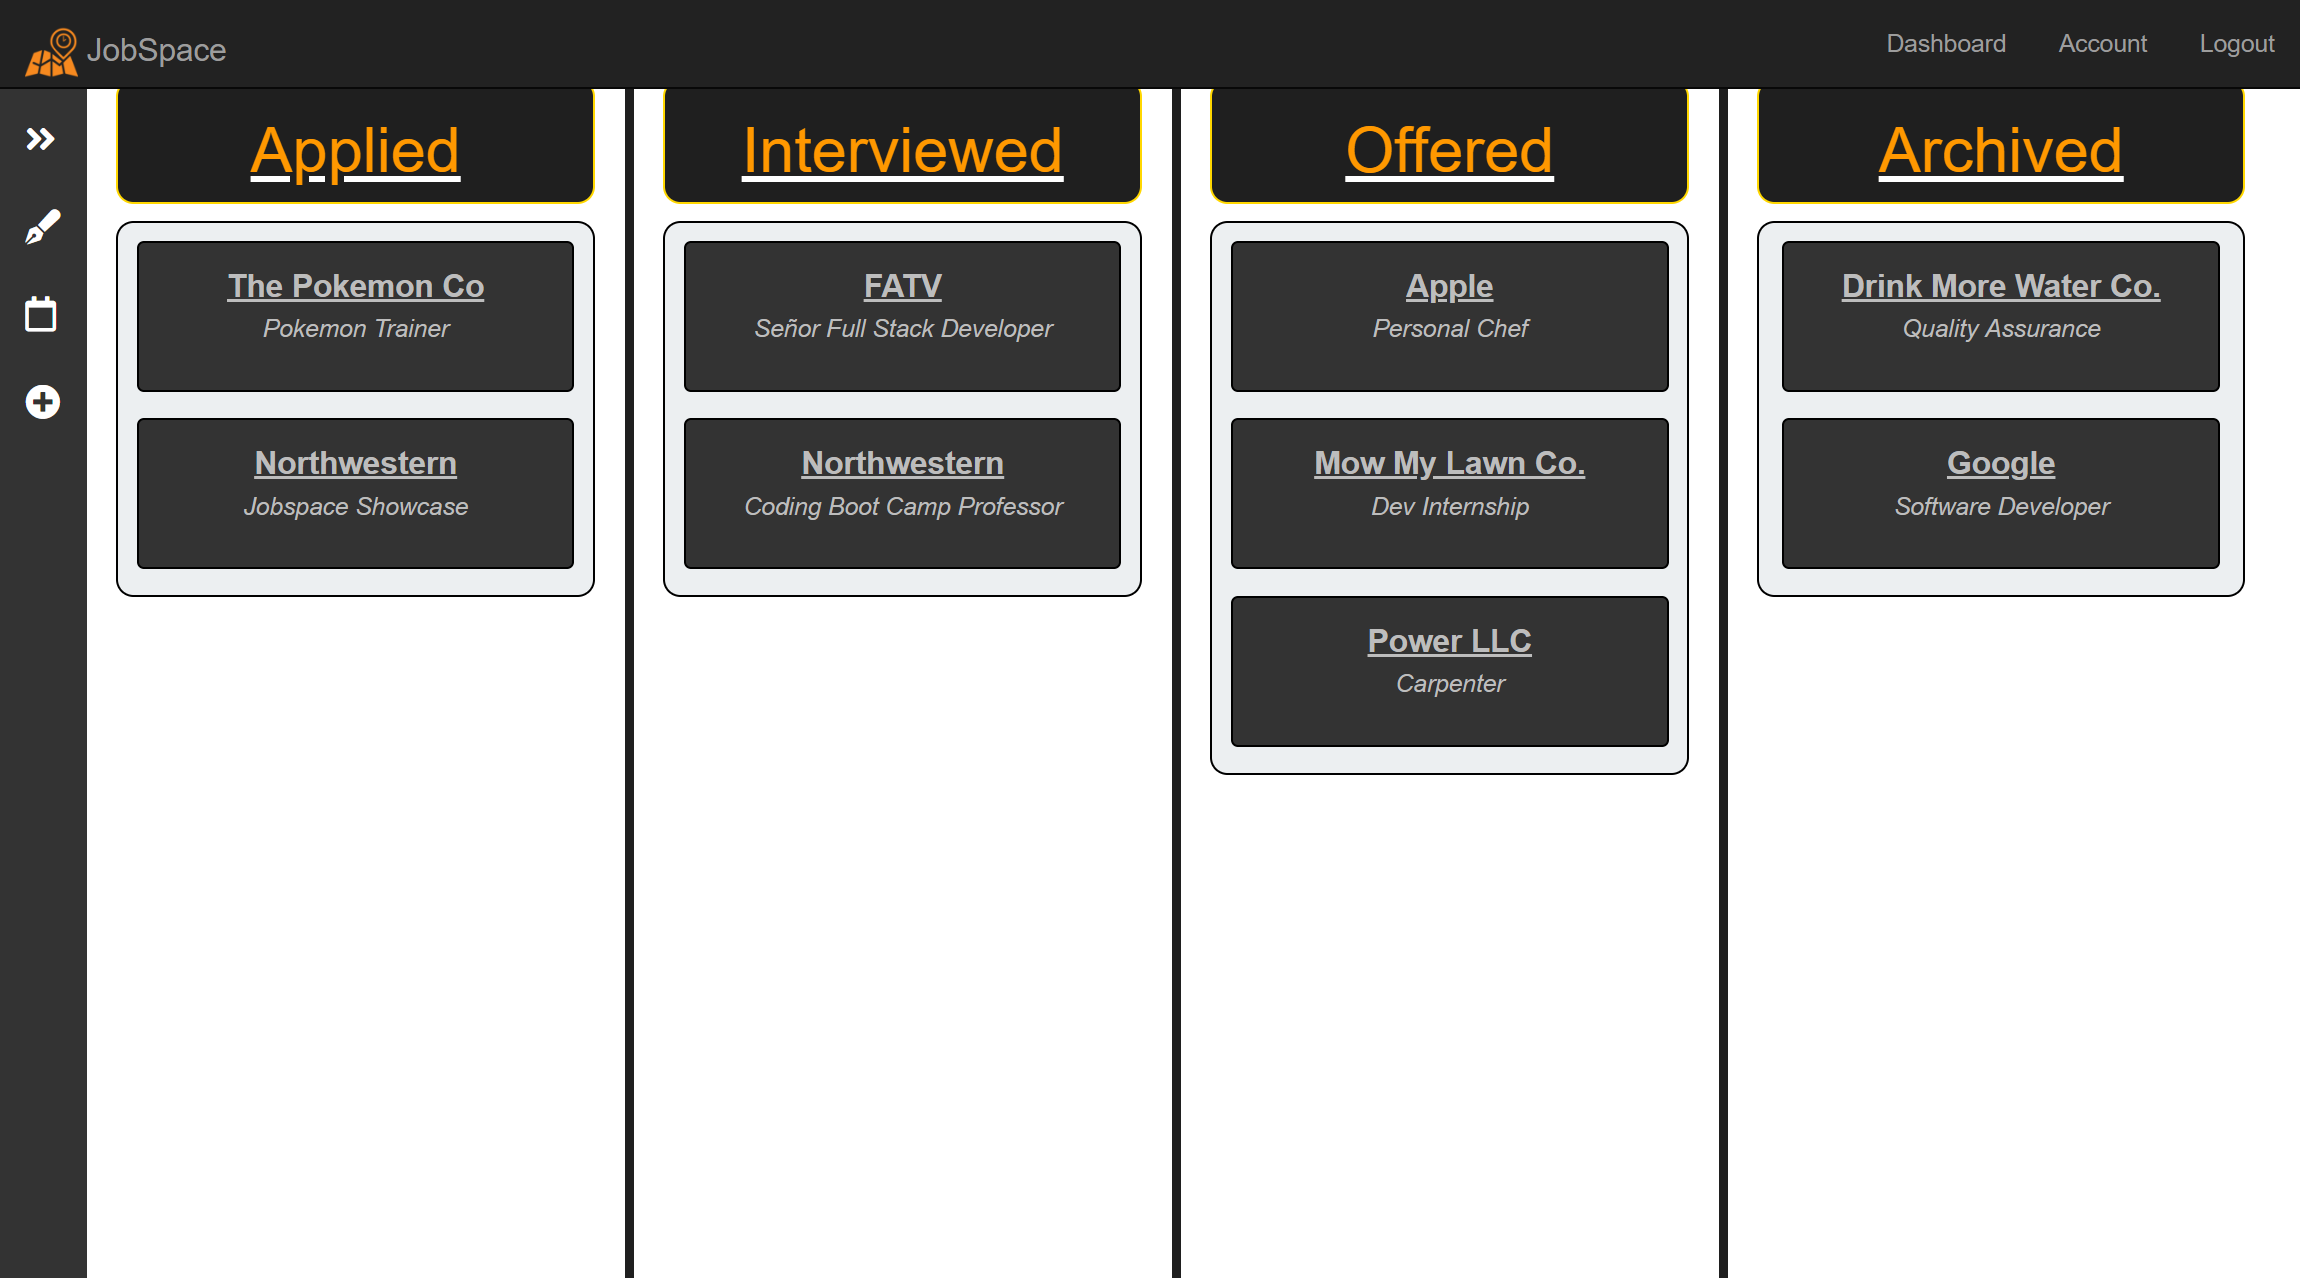 JobSpace
Dashboard
Account
Logout
Applied
The Pokemon Co
Pokemon Trainer
Northwestern
Jobspace Showcase
Interviewed
FATV
Señor Full Stack Developer
Northwestern
Coding Boot Camp Professor
Offered
Apple
Personal Chef
Mow My Lawn Co.
Dev Internship
Power LLC
Carpenter
Archived
Drink More Water Co.
Quality Assurance
Google
Software Developer